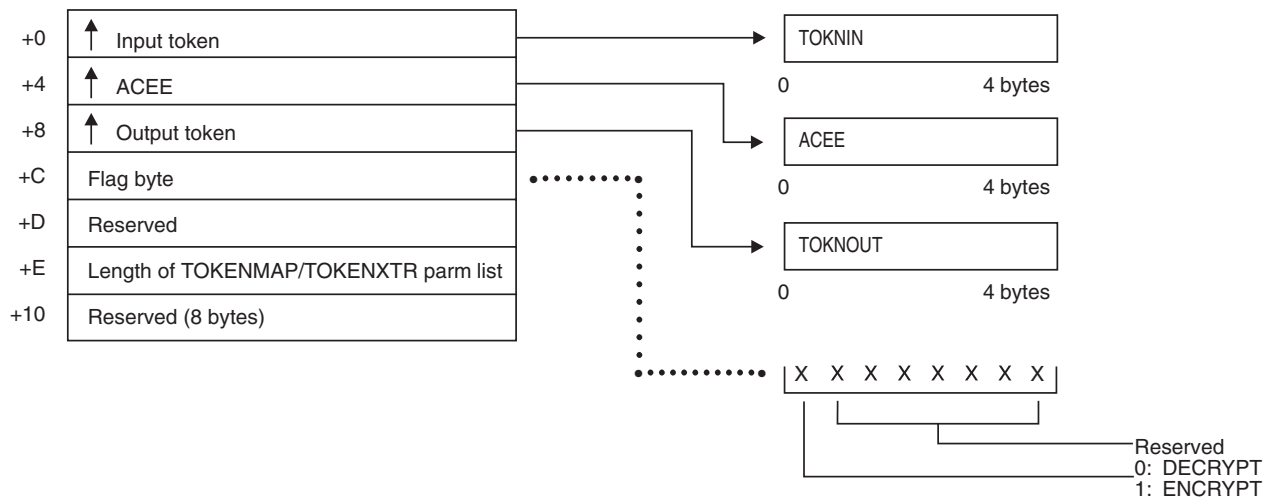 +0 Input token
+4 ACEE
+8 Output token
+C Flag byte
+D Reserved
+E Length of TOKENMAP/TOKENXTR parm list
+10 Reserved (8 bytes)
TOKNIN
0 4 bytes
ACEE
0 4 bytes
TOKNOUT
0 4 bytes
X X X X X X X X
Reserved
0: DECRYPT
1: ENCRYPT